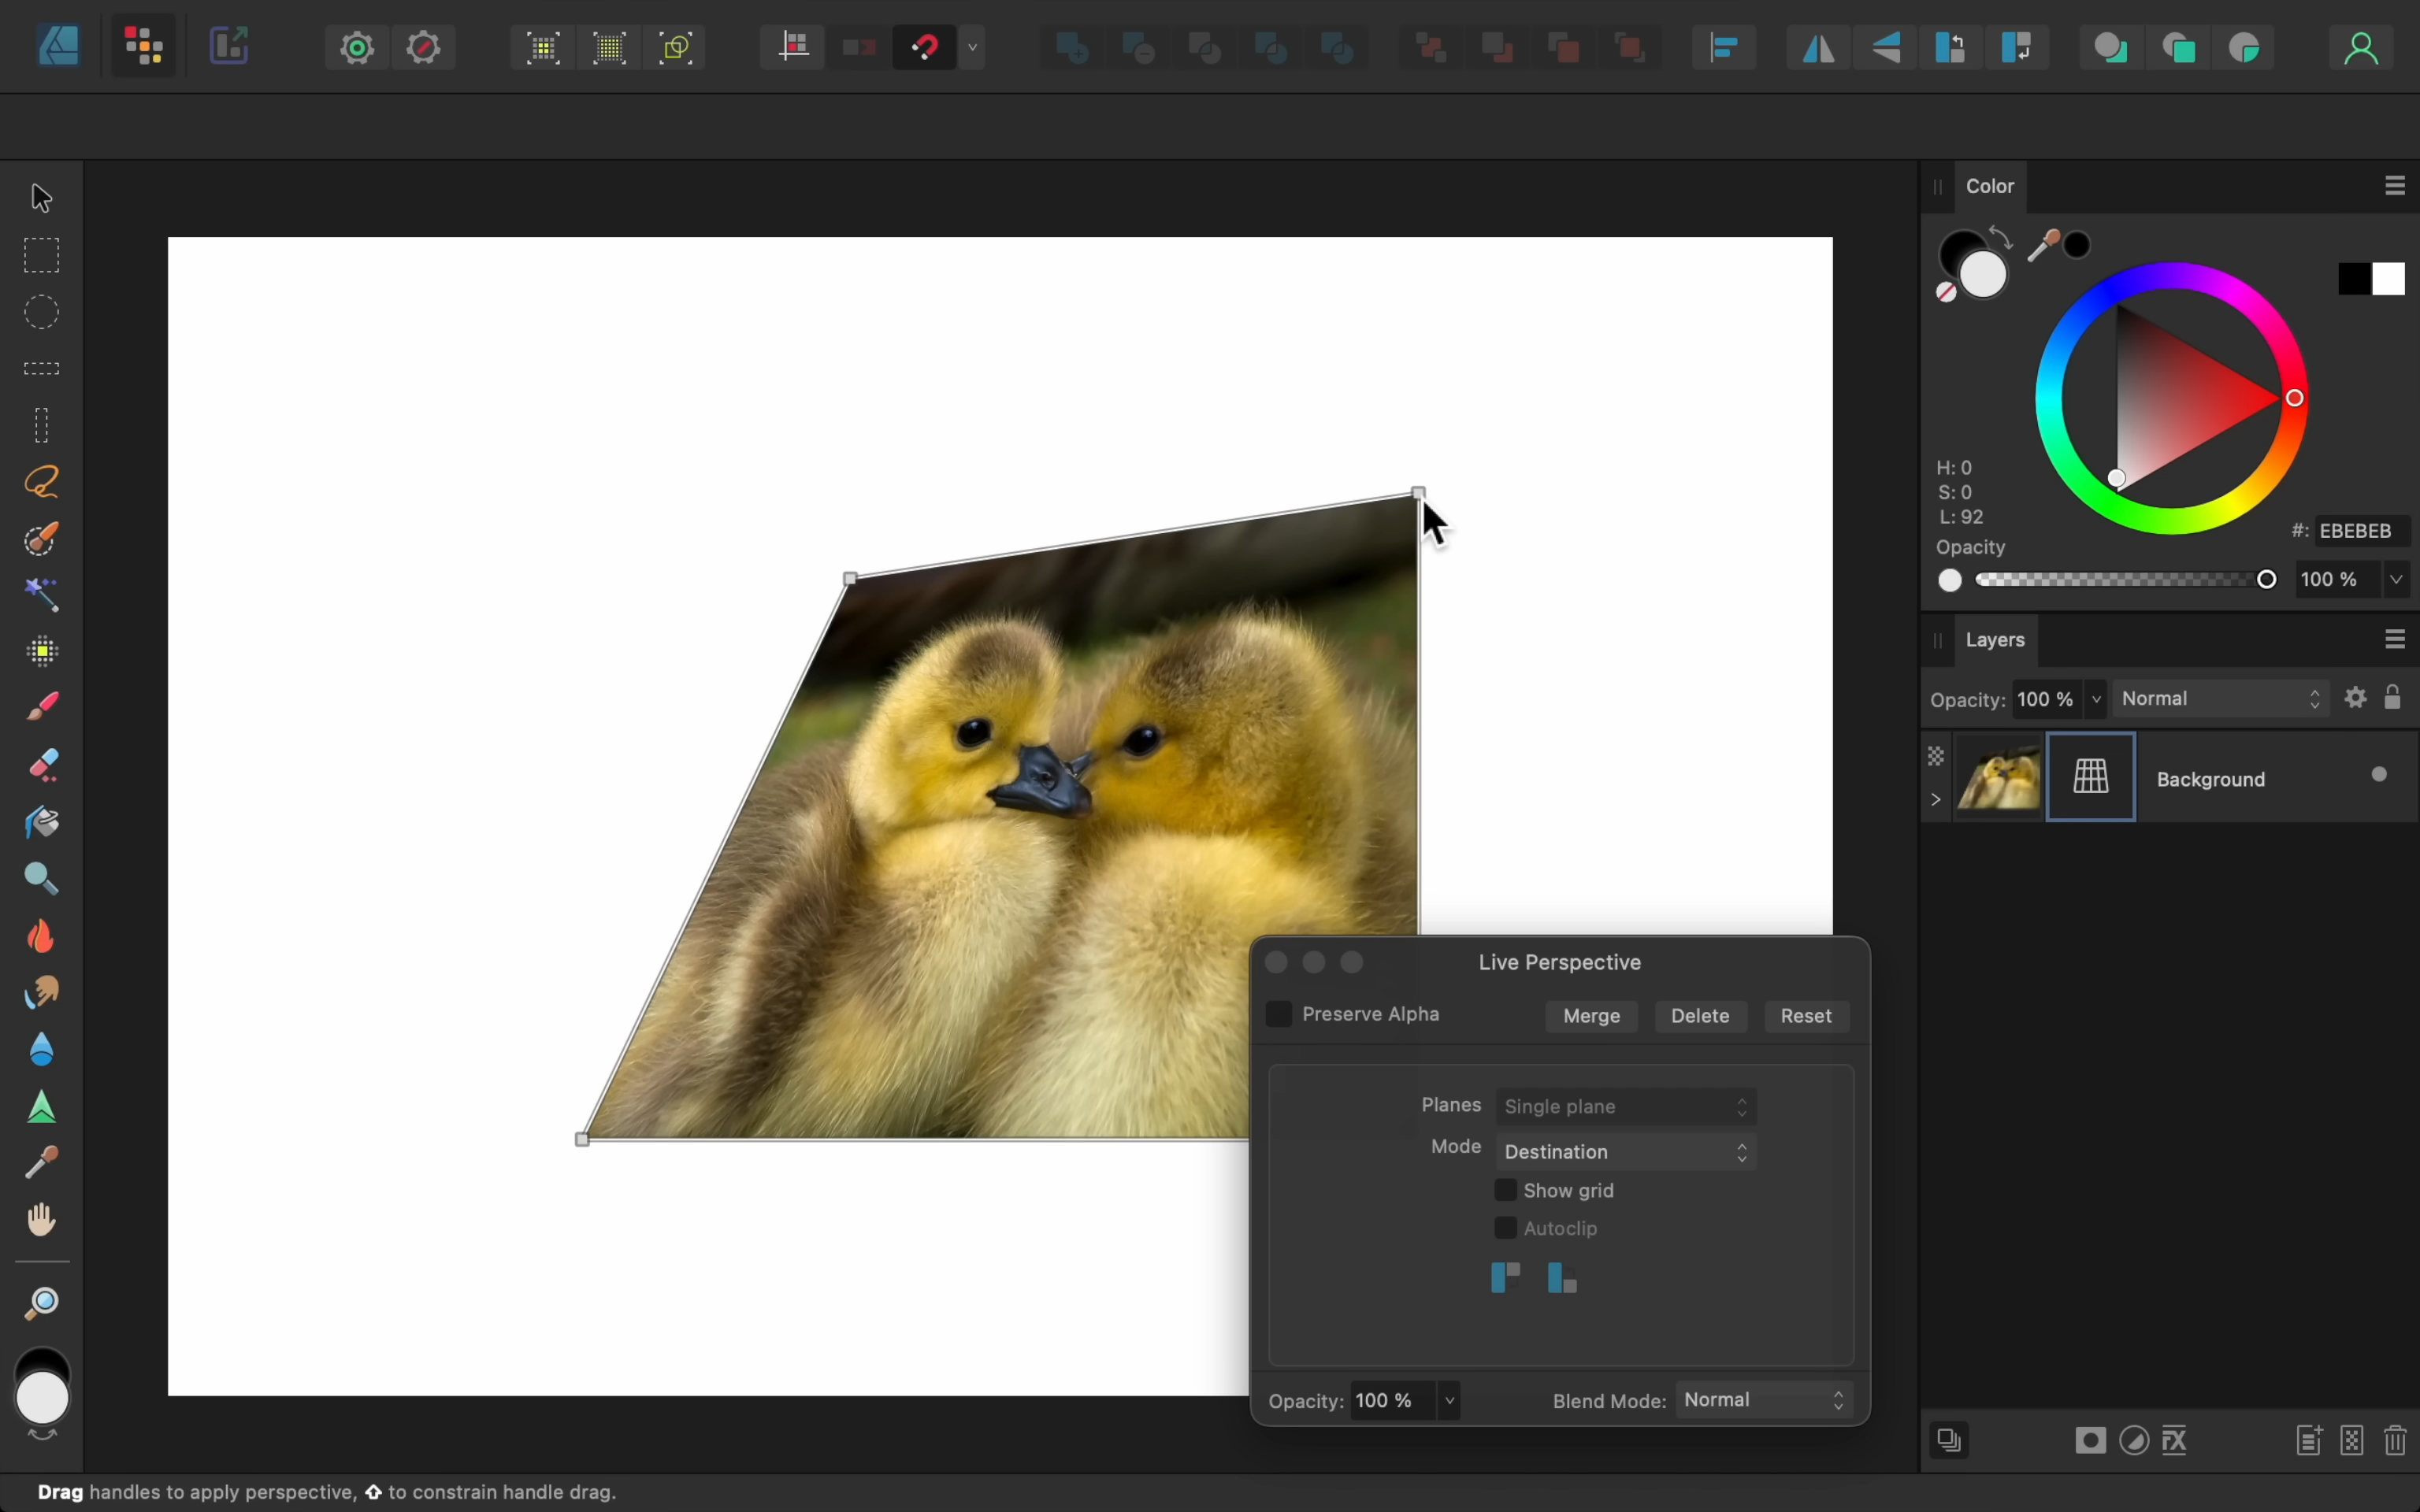 Color
H: 0
S: 0
L: 92
#: EBEBEB
Opacity
100 %
Layers
Opacity: 100 % Normal
Background
Live Perspective
Preserve Alpha Merge Delete Reset
Planes Single plane
Mode Destination
Show grid
Autoclip
Opacity: 100 % Blend Mode: Normal
FX
Drag handles to apply perspective, ⇧ to constrain handle drag.